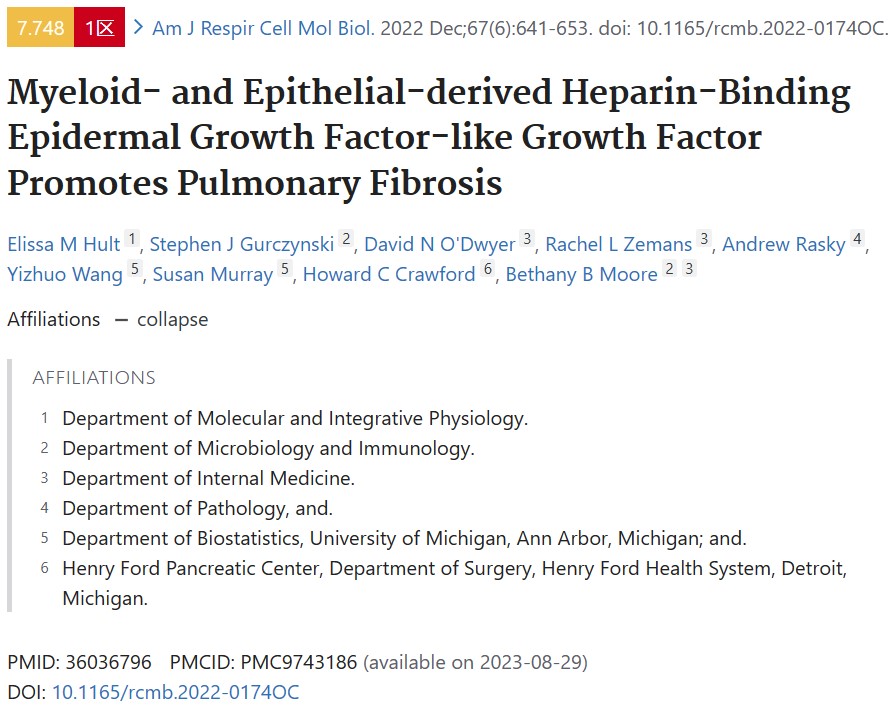 7.748 1区 > Am J Respir Cell Mol Biol. 2022 Dec;67(6):641-653. doi: 10.1165/rcmb.2022-0174OC.
Myeloid- and Epithelial-derived Heparin-Binding
Epidermal Growth Factor-like Growth Factor
Promotes Pulmonary Fibrosis
Elissa M Hult 1, Stephen J Gurczynski 2, David N O'Dwyer 3, Rachel L Zemans 3, Andrew Rasky 4,
Yizhuo Wang 5, Susan Murray 5, Howard C Crawford 6, Bethany B Moore 2 3
Affiliations − collapse
AFFILIATIONS
1 Department of Molecular and Integrative Physiology.
2 Department of Microbiology and Immunology.
3 Department of Internal Medicine.
4 Department of Pathology, and.
5 Department of Biostatistics, University of Michigan, Ann Arbor, Michigan; and.
6 Henry Ford Pancreatic Center, Department of Surgery, Henry Ford Health System, Detroit,
Michigan.
PMID: 36036796 PMCID: PMC9743186 (available on 2023-08-29)
DOI: 10.1165/rcmb.2022-0174OC